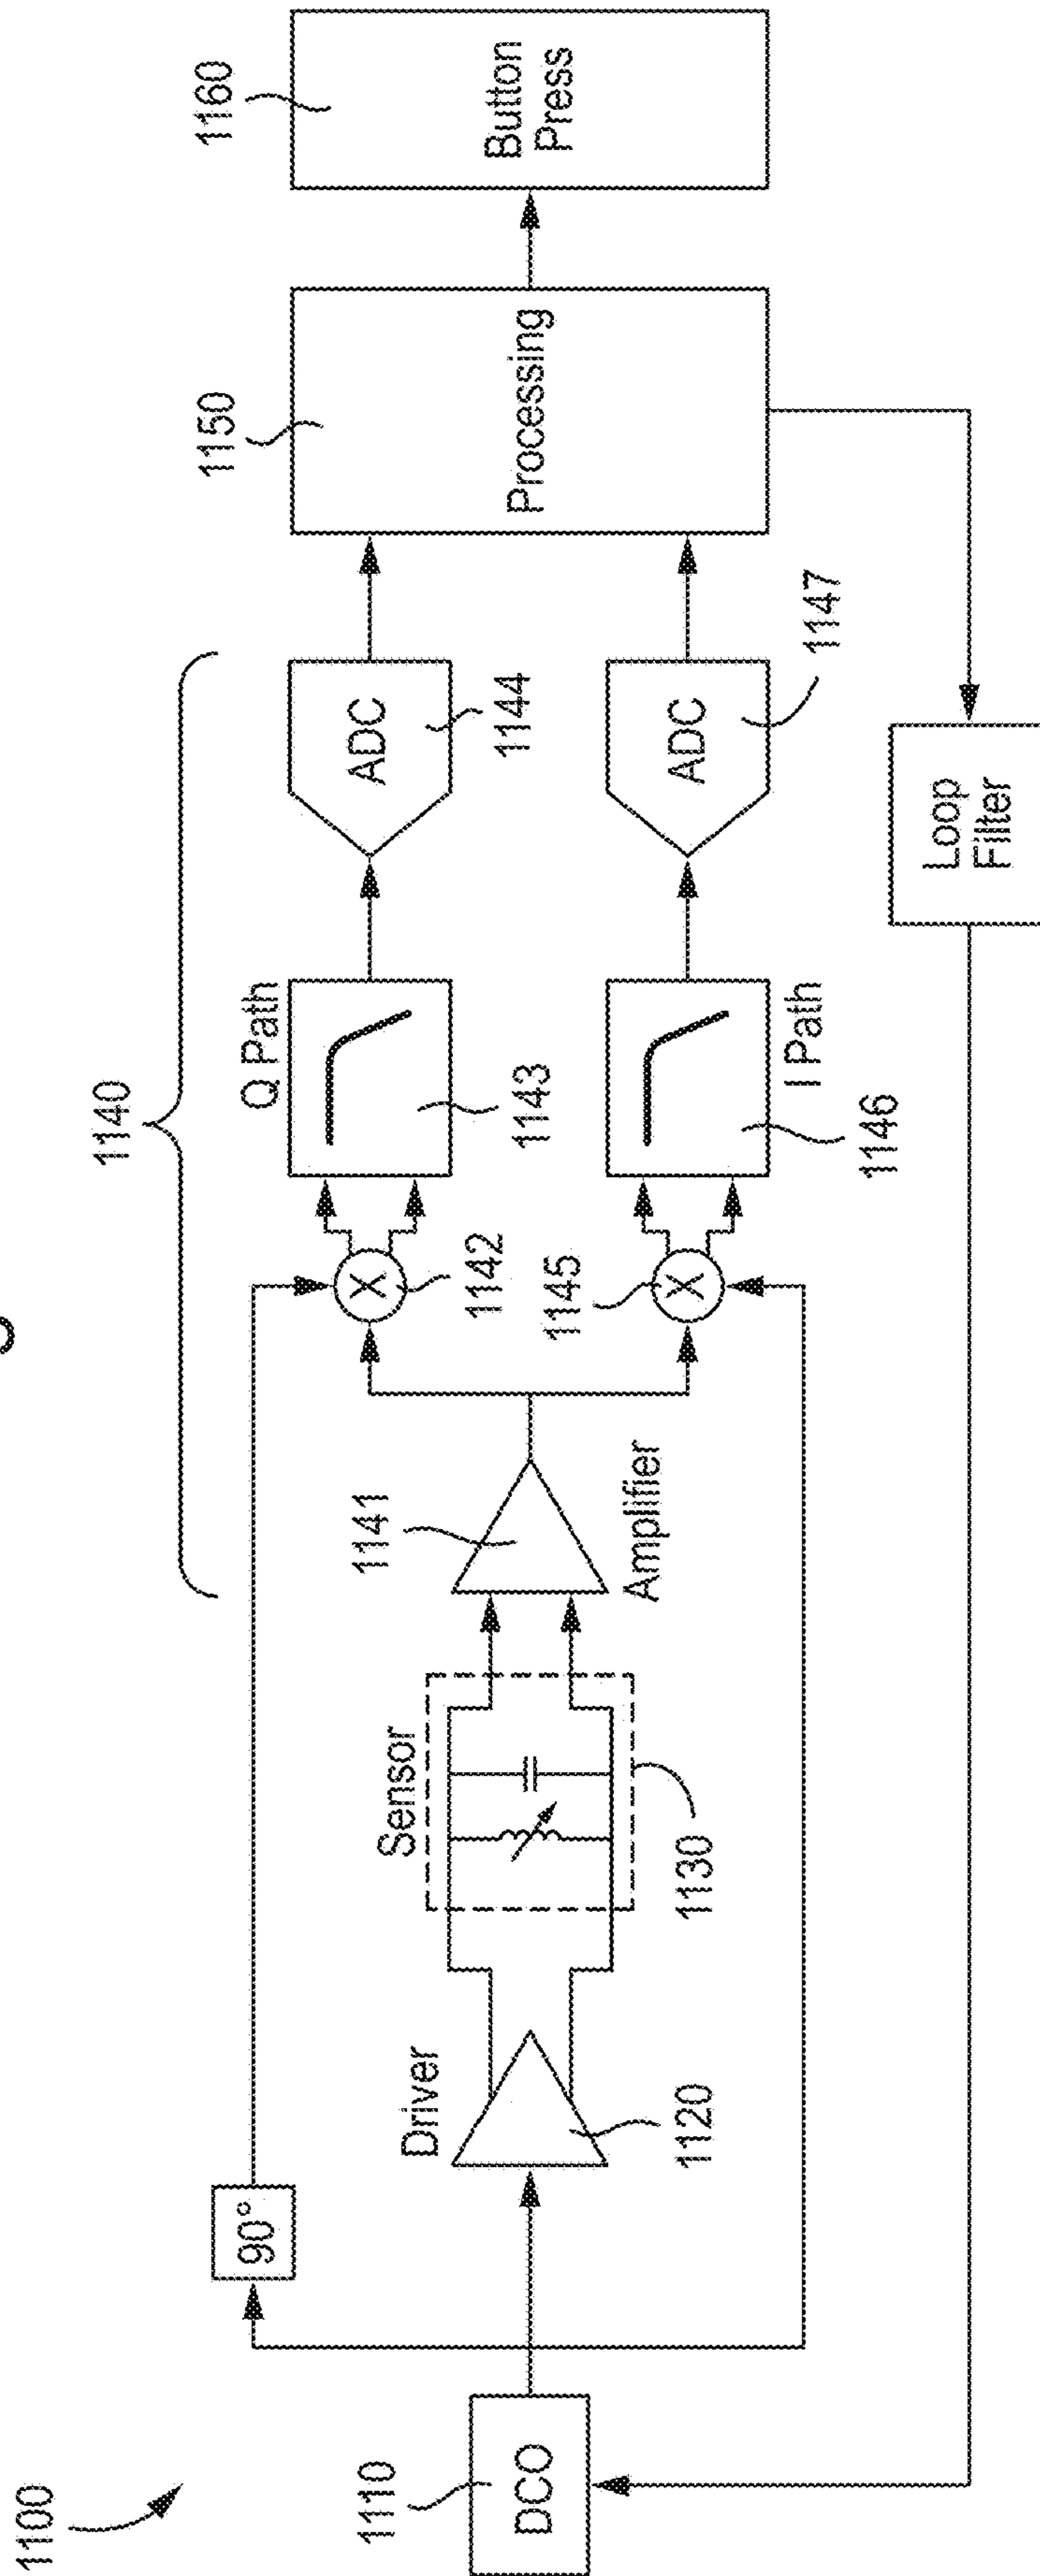 1100
1110
DCO
90°
Driver
1120
Sensor
1130
1140
1141
Amplifier
1142
1145
Q Path
1143
1146
I Path
ADC
1144
ADC
1147
Loop
Filter
1150
Processing
1160
Button
Press